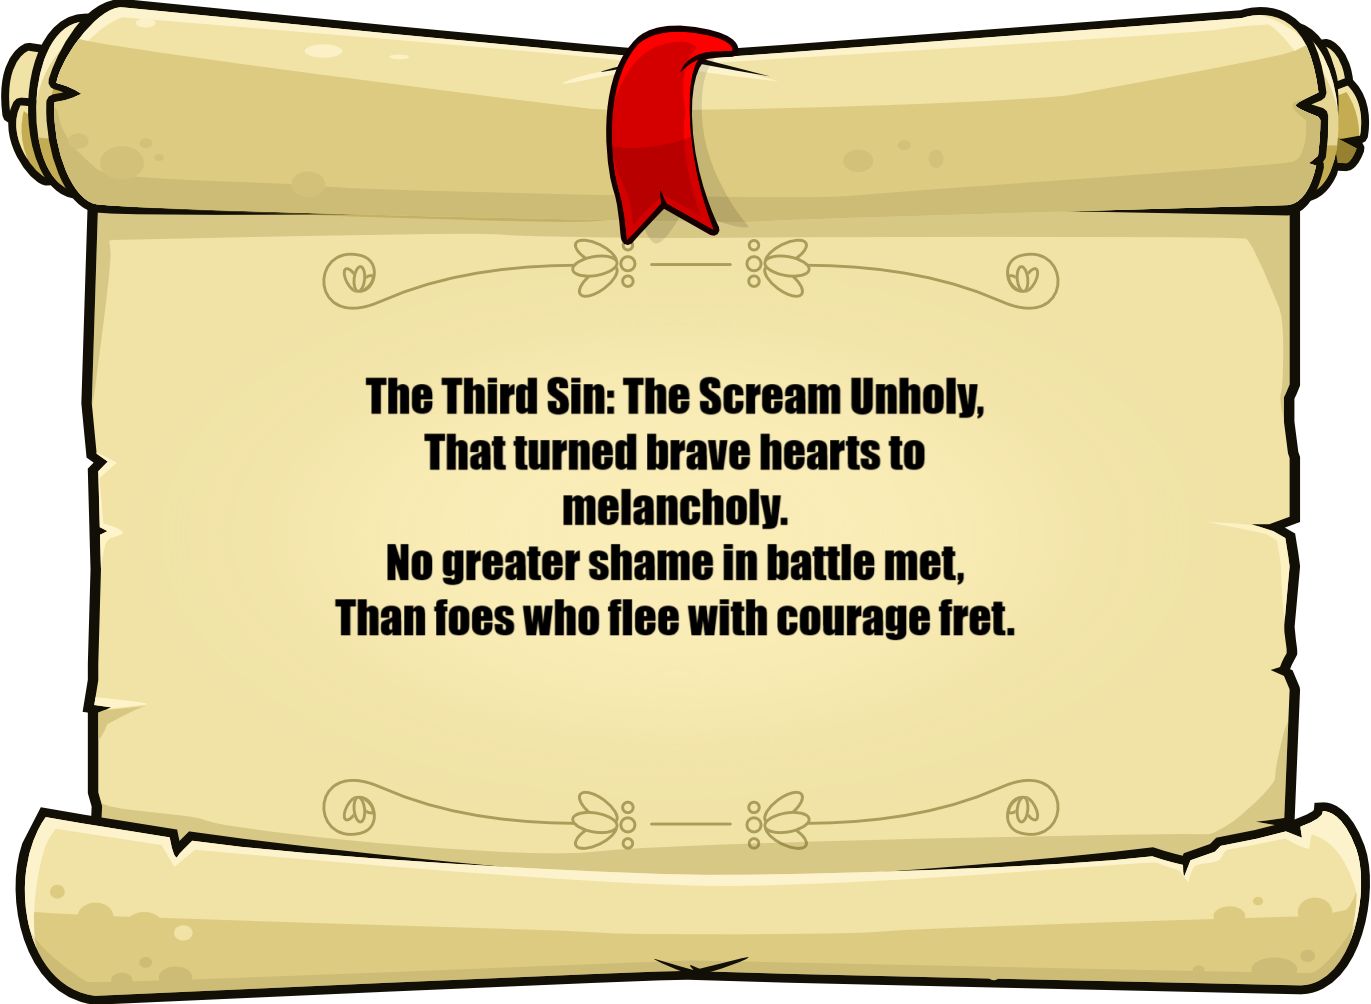 The Third Sin: The Scream Unholy,
That turned brave hearts to
melancholy.
No greater shame in battle met,
Than foes who flee with courage fret.